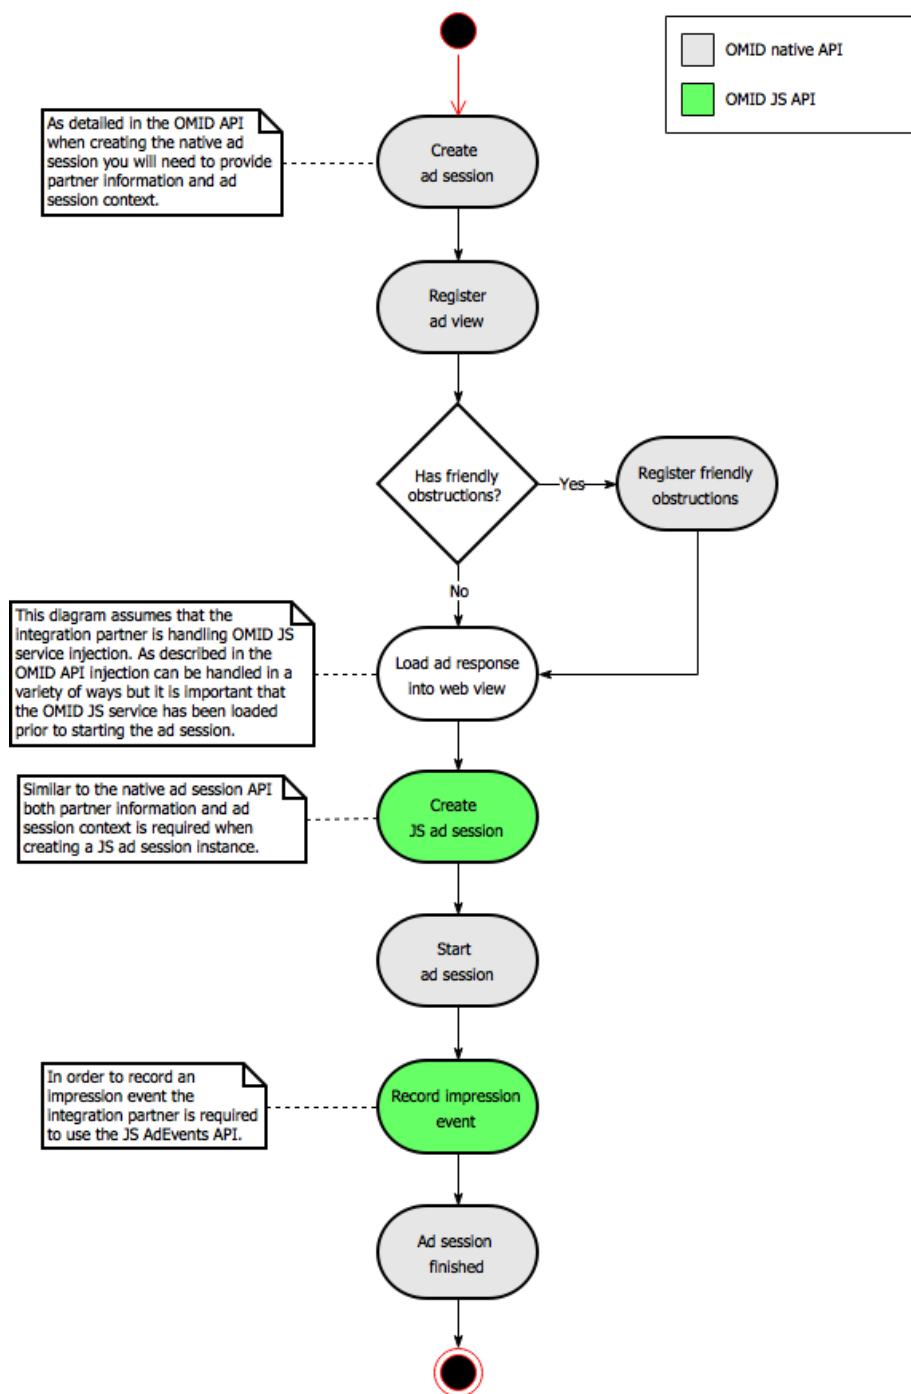 OMID native API
OMID JS API
As detailed in the OMID API
when creating the native ad
session you will need to provide
partner information and ad
session context.
Create
ad session
Register
ad view
Has friendly
obstructions?
Yes
Register friendly
obstructions
No
This diagram assumes that the
integration partner is handling OMID JS
service injection. As described in the
OMID API injection can be handled in a
variety of ways but it is important that
the OMID JS service has been loaded
prior to starting the ad session.
Load ad response
into web view
Similar to the native ad session API
both partner information and ad
session context is required when
creating a JS ad session instance.
Create
JS ad session
Start
ad session
In order to record an
impression event the
integration partner is required
to use the JS AdEvents API.
Record impression
event
Ad session
finished